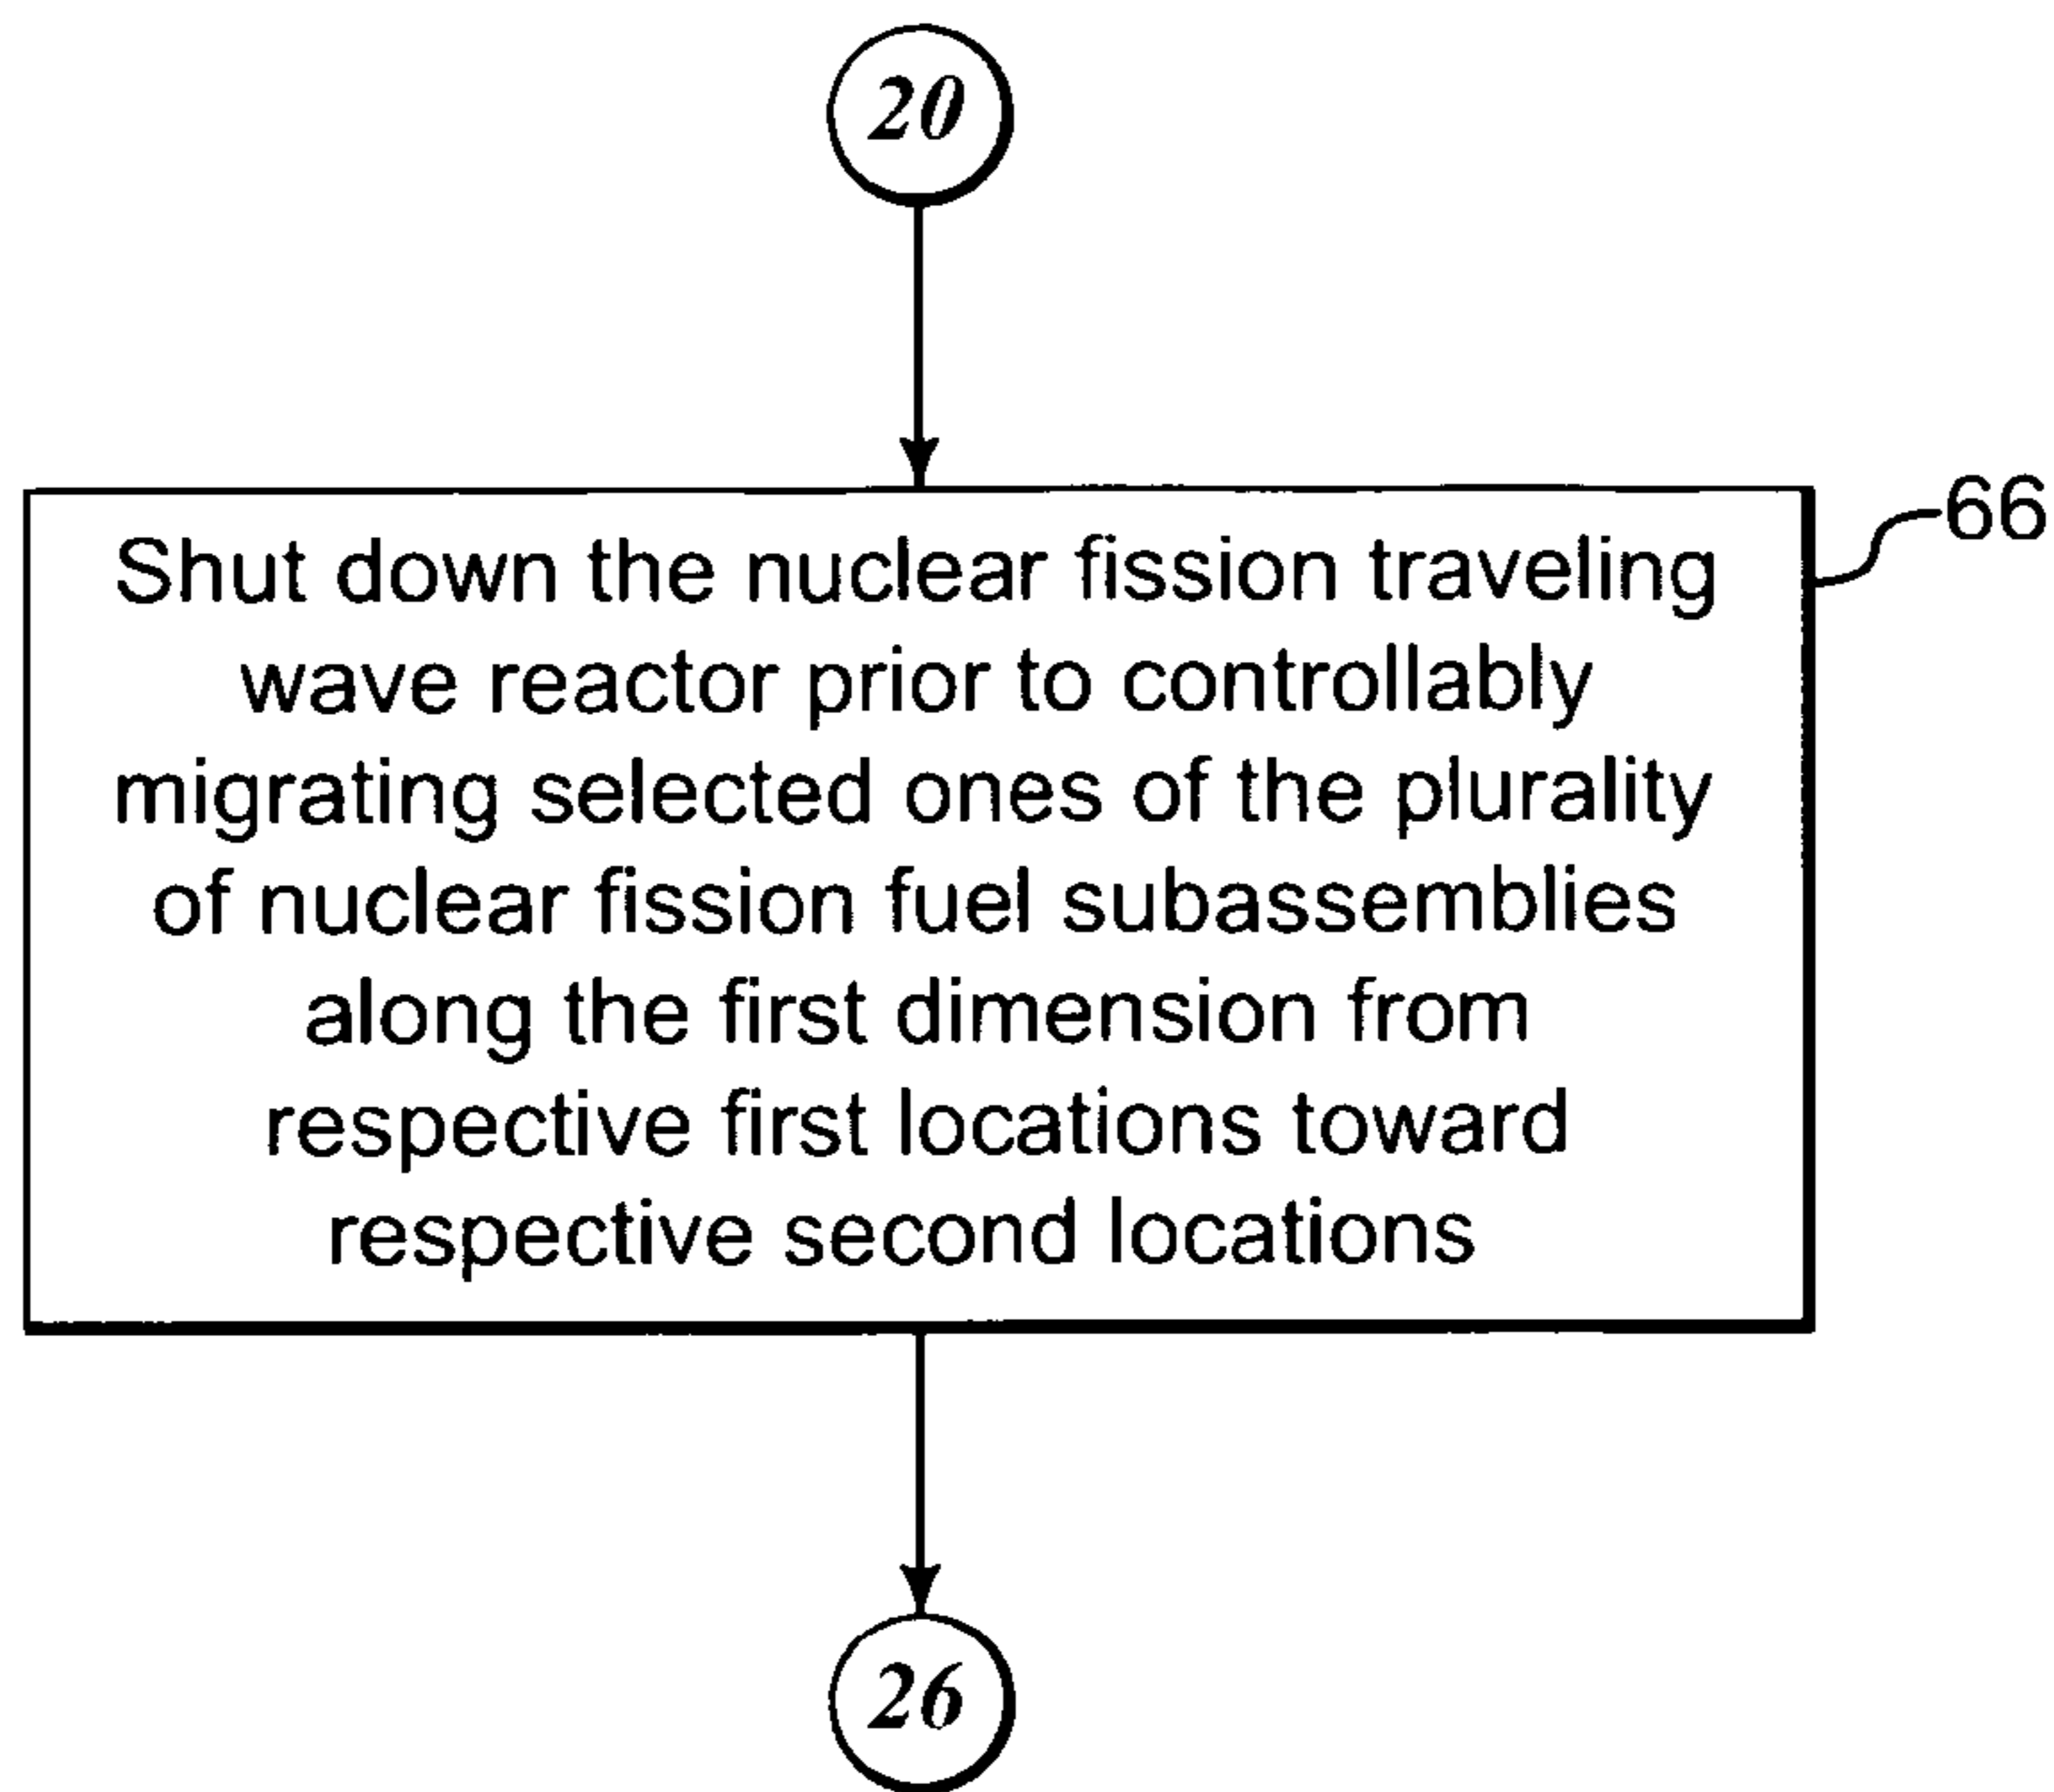 20
Shut down the nuclear fission traveling
66
wave reactor prior to controllably
migrating selected ones of the plurality
of nuclear fission fuel subassemblies
along the first dimension from
respective first locations toward
respective second locations
26